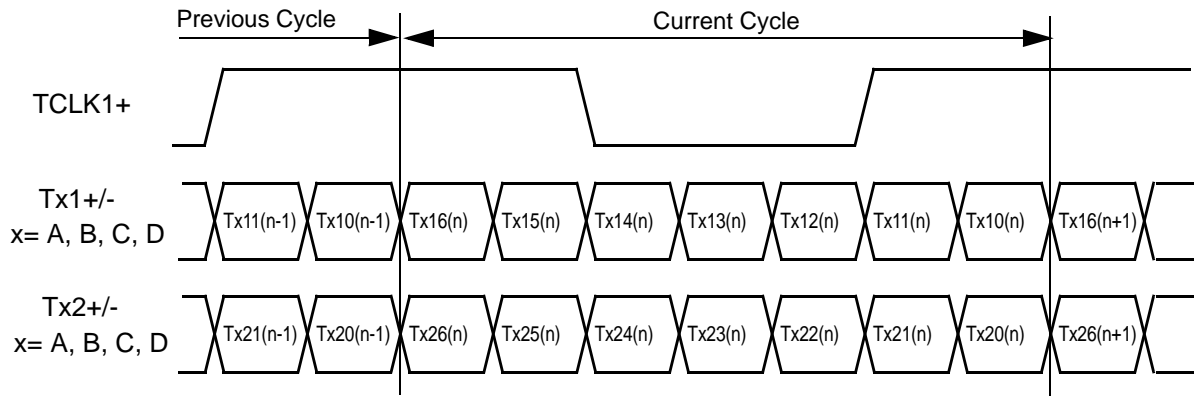 Previous Cycle
Current Cycle
TCLK1+
Tx1+/-
x= A, B, C, D
Tx11(n-1) Tx10(n-1) Tx16(n) Tx15(n) Tx14(n) Tx13(n) Tx12(n) Tx11(n) Tx10(n) Tx16(n+1)
Tx2+/-
x= A, B, C, D
Tx21(n-1) Tx20(n-1) Tx26(n) Tx25(n) Tx24(n) Tx23(n) Tx22(n) Tx21(n) Tx20(n) Tx26(n+1)